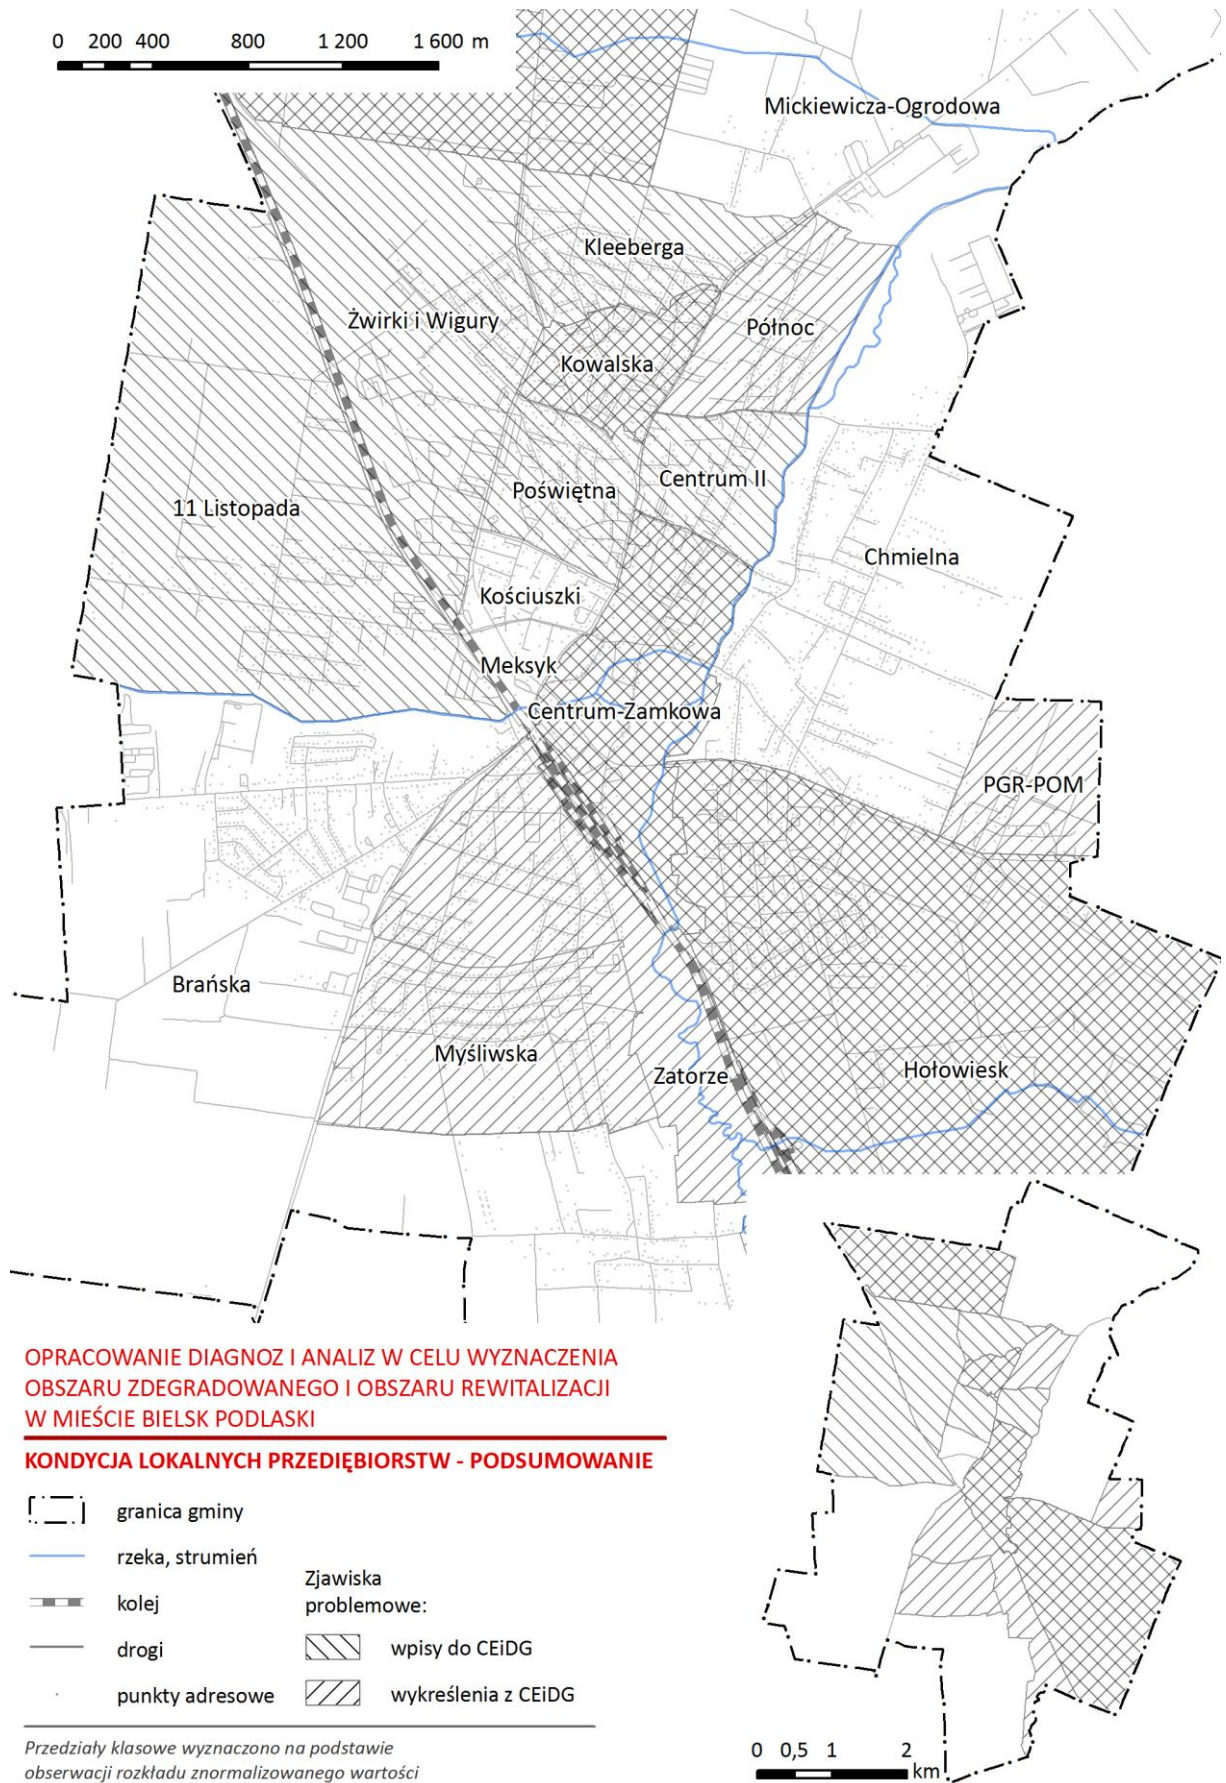 0 200 400 800 1 200 1 600 m
Mickiewicza-Ogrodowa
Kleeberga
Żwirki i Wigury
Północ
Kowalska
Centrum II
Poświętna
11 Listopada
Chmielna
Kościuszki
Meksyk
Centrum-Zamkowa
PGR-POM
Brańska
Myśliwska
Zatorze
Hołowiesk
OPRACOWANIE DIAGNOZ I ANALIZ W CELU WYZNACZENIA
OBSZARU ZDEGRADOWANEGO I OBSZARU REWITALIZACJI
W MIEŚCIE BIELSK PODLASKI
KONDYCJA LOKALNYCH PRZEDIĘBIORSTW - PODSUMOWANIE
granica gminy
rzeka, strumień
kolej
drogi
punkty adresowe
Zjawiska
problemowe:
wpisy do CEiDG
wykreślenia z CEiDG
Przedziały klasowe wyznaczono na podstawie
obserwacji rozkładu znormalizowanego wartości
0 0,5 1 2
km